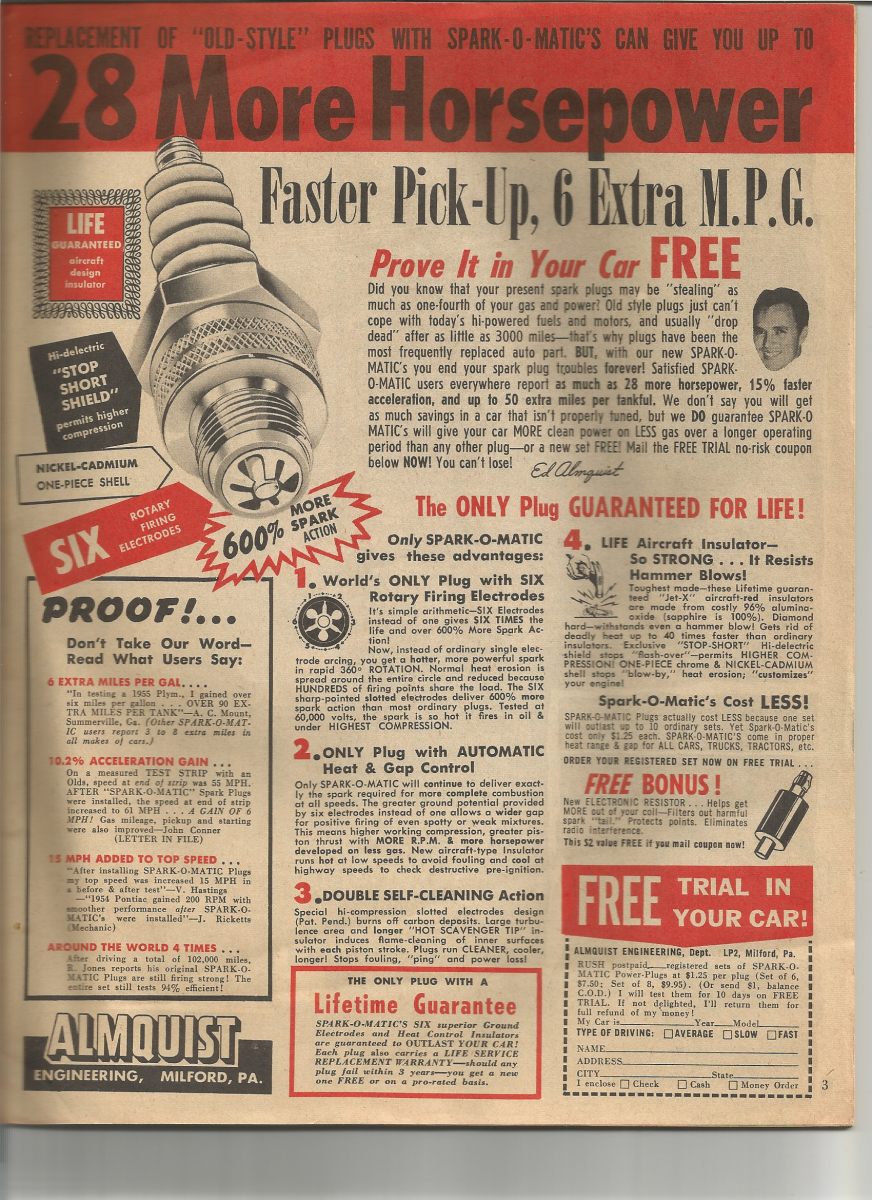 REPLACEMENT OF "OLD-STYLE" PLUGS WITH SPARK-O-MATIC'S CAN GIVE YOU UP TO
28 More Horsepower
Faster Pick-Up, 6 Extra M.P.G.
LIFE
GUARANTEED
aircraft
design
insulator
Hi-delectric
"STOP
SHORT
SHIELD"
permits higher
compression
NICKEL-CADMIUM
ONE-PIECE SHELL
SIX
ROTARY
FIRING
ELECTRODES
600%
MORE
SPARK
ACTION
Prove It in Your Car FREE
Did you know that your present spark plugs may be "stealing" as
much as one-fourth of your gas and power? Old style plugs just can't
cope with today's hi-powered fuels and motors, and usually "drop
dead" after as little as 3000 miles—that's why plugs have been the
most frequently replaced auto part. BUT, with our new SPARK-O-
MATIC's you end your spark plug troubles forever! Satisfied SPARK-
O-MATIC users everywhere report as much as 28 more horsepower, 15% faster
acceleration, and up to 50 extra miles per tankful. We don't say you will get
as much savings in a car that isn't properly tuned, but we DO guarantee SPARK-O
MATIC's will give your car MORE clean power on LESS gas over a longer operating
period than any other plug—or a new set FREE! Mail the FREE TRIAL no-risk coupon
below NOW! You can't lose!
Ed Almquist
The ONLY Plug GUARANTEED FOR LIFE!
PROOF!...
Don't Take Our Word—
Read What Users Say:
6 EXTRA MILES PER GAL....
"In testing a 1955 Plym., I gained over
six miles per gallon . . . OVER 90 EX-
TRA MILES PER TANK"—A. C. Mount,
Summerville, Ga. (Other SPARK-O-MAT-
IC users report 3 to 8 extra miles in
all makes of cars.)
10.2% ACCELERATION GAIN ...
On a measured TEST STRIP with an
Olds, speed at end of strip was 55 MPH.
AFTER "SPARK-O-MATIC" Spark Plugs
were installed, the speed at end of strip
increased to 61 MPH . . . A GAIN OF 6
MPH! Gas mileage, pickup and starting
were also improved—John Conner
(LETTER IN FILE)
15 MPH ADDED TO TOP SPEED ...
"After installing SPARK-O-MATIC Plugs
my top speed was increased 15 MPH in
a before & after test"—V. Hastings
—"1954 Pontiac gained 200 RPM with
smoother performance after SPARK-O-
MATIC's were installed"—J. Ricketts
(Mechanic)
AROUND THE WORLD 4 TIMES ...
After driving a total of 102,000 miles,
R. Jones reports his original SPARK-O-
MATIC Plugs are still firing strong! The
entire set still tests 94% efficient!
ALMQUIST
ENGINEERING, MILFORD, PA.
Only SPARK-O-MATIC
gives these advantages:
1. World's ONLY Plug with SIX
Rotary Firing Electrodes
It's simple arithmetic—SIX Electrodes
instead of one gives SIX TIMES the
life and over 600% More Spark Ac-
tion!
Now, instead of ordinary single elec-
trode arcing, you get a hotter, more powerful spark
in rapid 360° ROTATION. Normal heat erosion is
spread around the entire circle and reduced because
HUNDREDS of firing points share the load. The SIX
sharp-pointed slotted electrodes deliver 600% more
spark action than most ordinary plugs. Tested at
60,000 volts, the spark is so hot it fires in oil &
under HIGHEST COMPRESSION.
2. ONLY Plug with AUTOMATIC
Heat & Gap Control
Only SPARK-O-MATIC will continue to deliver exact-
ly the spark required for more complete combustion
at all speeds. The greater ground potential provided
by six electrodes instead of one allows a wider gap
for positive firing of even spotty or weak mixtures.
This means higher working compression, greater pis-
ton thrust with MORE R.P.M. & more horsepower
developed on less gas. New aircraft-type Insulator
runs hot at low speeds to avoid fouling and cool at
highway speeds to check destructive pre-ignition.
3. DOUBLE SELF-CLEANING Action
Special hi-compression slotted electrodes design
(Pat. Pend.) burns off carbon deposits. Large turbu-
lence area and longer "HOT SCAVENGER TIP" in-
sulator induces flame-cleaning of inner surfaces
with each piston stroke. Plugs run CLEANER, cooler,
longer! Stops fouling, "ping" and power loss!
THE ONLY PLUG WITH A
Lifetime Guarantee
SPARK-O-MATIC'S SIX superior Ground
Electrodes and Heat Control Insulators
are guaranteed to OUTLAST YOUR CAR!
Each plug also carries a LIFE SERVICE
REPLACEMENT WARRANTY—should any
plug fail within 3 years—you get a new
one FREE or on a pro-rated basis.
4. LIFE Aircraft Insulator—
So STRONG . . . It Resists
Hammer Blows!
Toughest made—these Lifetime guaran-
teed "Jet-X" aircraft-red insulators
are made from costly 96% alumina-
oxide (sapphire is 100%). Diamond
hard—withstands even a hammer blow! Gets rid of
deadly heat up to 40 times faster than ordinary
insulators. Exclusive "STOP-SHORT" Hi-delectric
shield stops "flash-over"—permits HIGHER COM-
PRESSION! ONE-PIECE chrome & NICKEL-CADMIUM
shell stops "blow-by," heat erosion; "customizes"
your engine!
Spark-O-Matic's Cost LESS!
SPARK-O-MATIC Plugs actually cost LESS because one set
will outlast up to 10 ordinary sets. Yet Spark-O-Matic's
cost only $1.25 each. SPARK-O-MATIC'S come in proper
heat range & gap for ALL CARS, TRUCKS, TRACTORS, etc.
ORDER YOUR REGISTERED SET NOW ON FREE TRIAL...
FREE BONUS!
New ELECTRONIC RESISTOR . . . Helps get
MORE out of your coil—Filters out harmful
spark "tail." Protects points. Eliminates
radio interference.
This $2 value FREE if you mail coupon now!
FREE TRIAL IN
YOUR CAR!
ALMQUIST ENGINEERING, Dept. LP2, Milford, Pa.
RUSH postpaid___registered sets of SPARK-O-
MATIC Power-Plugs at $1.25 per plug (Set of 6,
$7.50; Set of 8, $9.95). (Or send $1, balance
C.O.D.) I will test them for 10 days on FREE
TRIAL. If not delighted, I'll return them for
full refund of my money!
My Car is Year Model
TYPE OF DRIVING: AVERAGE SLOW FAST
NAME
ADDRESS
CITY State
I enclose Check Cash Money Order
3